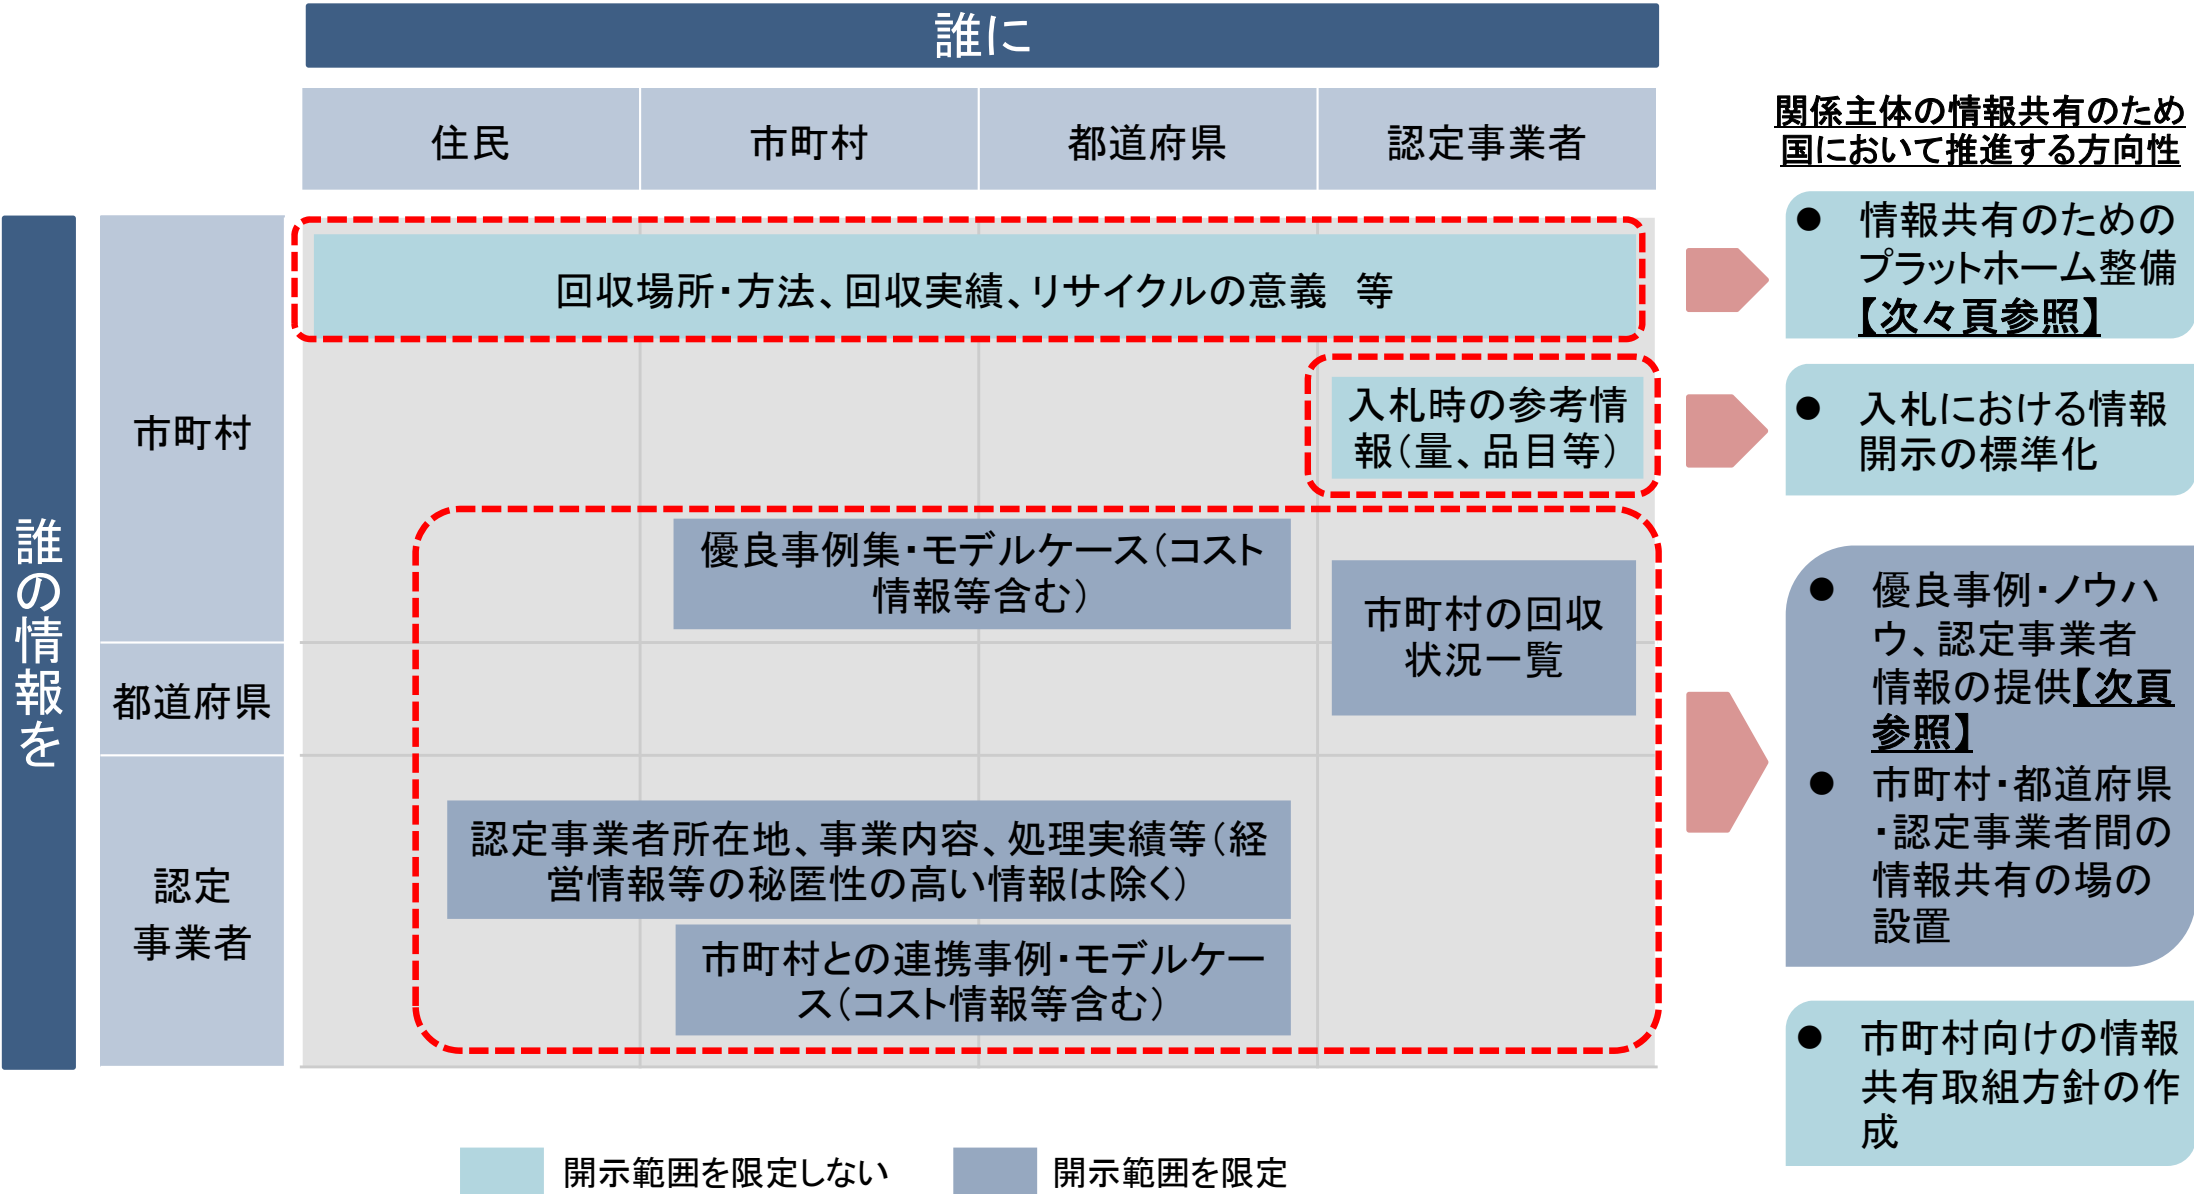 誰に
住民
市町村
都道府県
認定事業者
関係主体の情報共有のため
国において推進する方向性
誰の情報を
市町村
都道府県
認定
事業者
回収場所・方法、回収実績、リサイクルの意義　等
入札時の参考情
報（量、品目等）
優良事例集・モデルケース（コスト
情報等含む）
市町村の回収
状況一覧
認定事業者所在地、事業内容、処理実績等（経
営情報等の秘匿性の高い情報は除く）
市町村との連携事例・モデルケー
ス（コスト情報等含む）
● 情報共有のための
プラットホーム整備
【次々頁参照】
● 入札における情報
開示の標準化
● 優良事例・ノウハ
ウ、認定事業者
情報の提供【次頁
参照】
● 市町村・都道府県
・認定事業者間の
情報共有の場の
設置
● 市町村向けの情報
共有取組方針の作
成
開示範囲を限定しない
開示範囲を限定